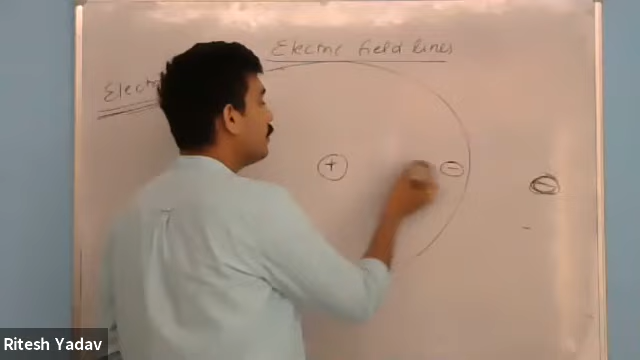 Electric field lines
+
-
-
-
Ritesh Yadav